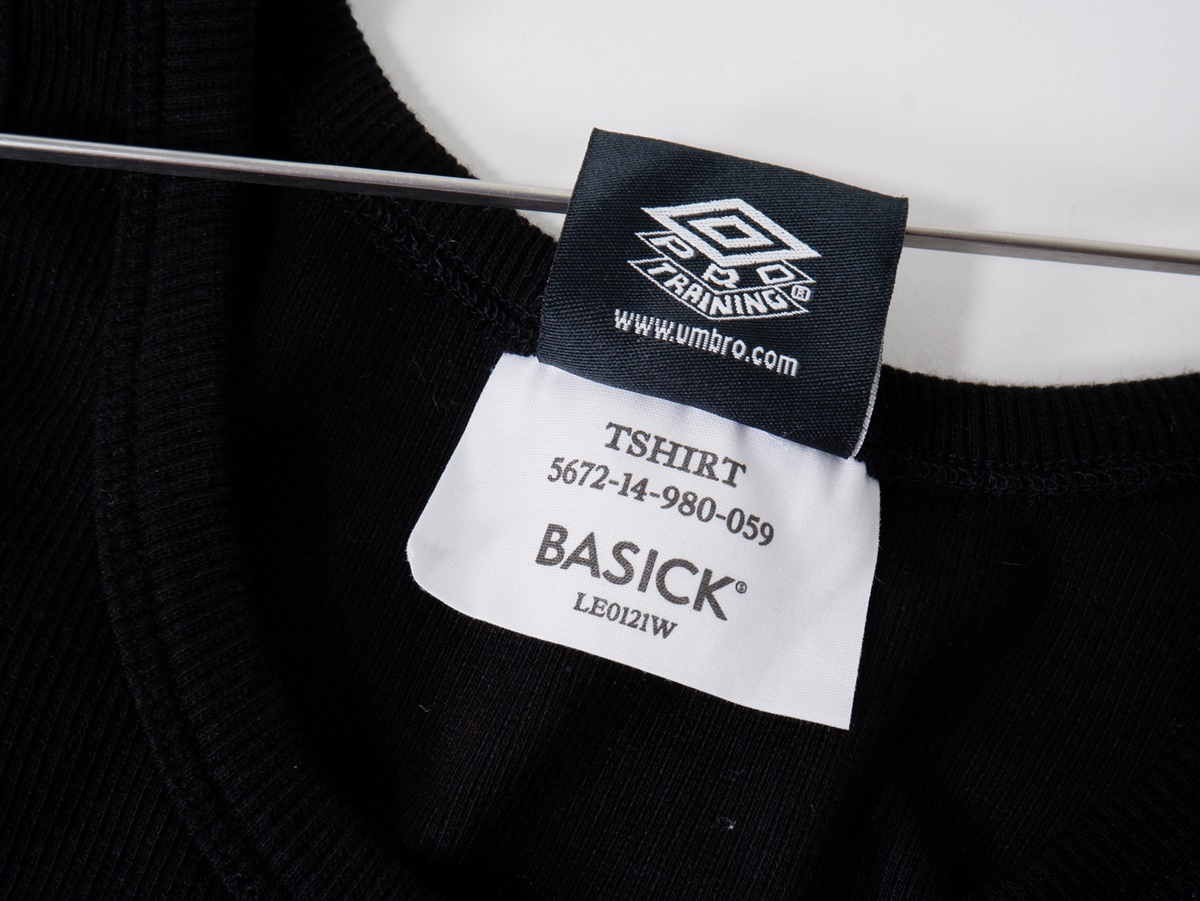 PRO
TRAINING®
www.umbro.com
TSHIRT
5672-14-980-059
BASICK®
LE0121W